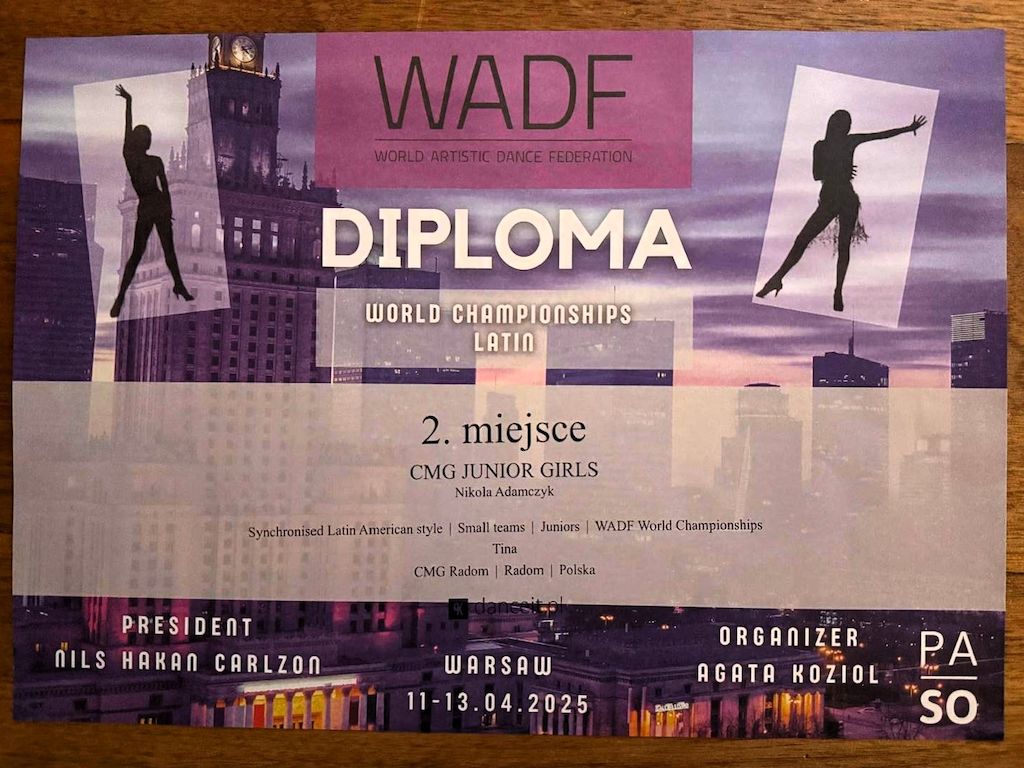 WADF
WORLD ARTISTIC DANCE FEDERATION
DIPLOMA
WORLD CHAMPIONSHIPS
LATIN
2. miejsce
CMG JUNIOR GIRLS
Nikola Adamczyk
Synchronised Latin American style | Small teams | Juniors | WADF World Championships
Tina
CMG Radom | Radom | Polska
danceit.pl
PRESIDENT
NILS HAKAN CARLZON
WARSAW
11-13.04.2025
ORGANIZER
AGATA KOZIOL
PA
SO